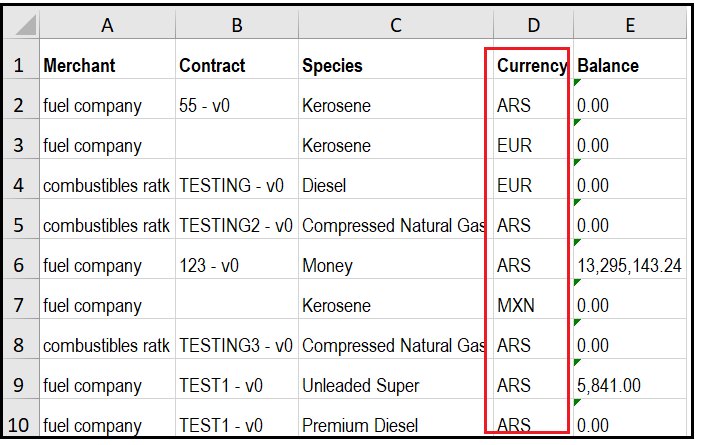 A B C D E
1 Merchant Contract Species Currency Balance
2 fuel company 55 - v0 Kerosene ARS 0.00
3 fuel company Kerosene EUR 0.00
4 combustibles ratk TESTING - v0 Diesel EUR 0.00
5 combustibles ratk TESTING2 - v0 Compressed Natural Gas ARS 0.00
6 fuel company 123 - v0 Money ARS 13,295,143.24
7 fuel company Kerosene MXN 0.00
8 combustibles ratk TESTING3 - v0 Compressed Natural Gas ARS 0.00
9 fuel company TEST1 - v0 Unleaded Super ARS 5,841.00
10 fuel company TEST1 - v0 Premium Diesel ARS 0.00